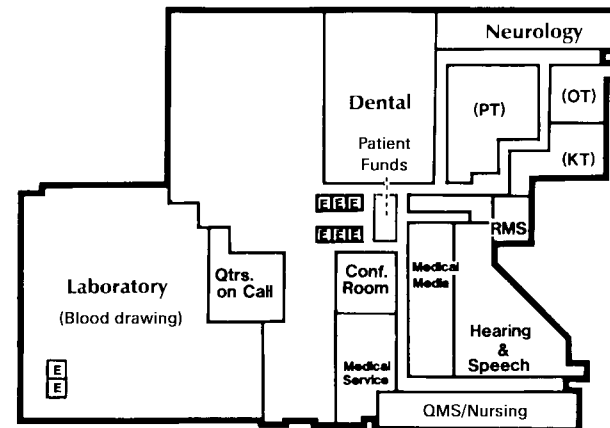 Neurology
Dental
(PT)
(OT)
Patient
Funds
(KT)
E E E
RMS
E E E
Laboratory
(Blood drawing)
Qtrs.
on Call
Conf.
Room
Medical
Media
Hearing
&
Speech
E
E
Medical
Service
QMS/Nursing